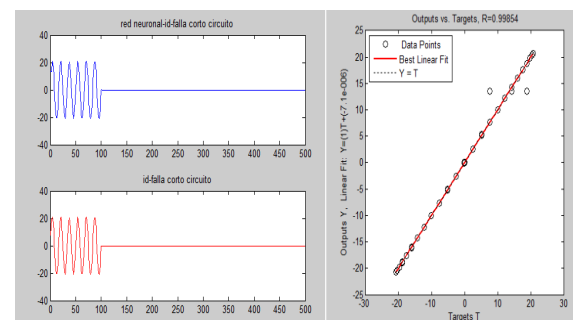 red neuronal-id-falla corto circuito
40
20
0
-20
-40
0 50 100 150 200 250 300 350 400 450 500
id-falla corto circuito
40
20
0
-20
-40
0 50 100 150 200 250 300 350 400 450 500
Outputs vs. Targets, R=0.99854
Outputs Y, Linear Fit: Y=(1)T+(-7.1e-006)
25
20
15
10
5
0
-5
-10
-15
-20
-25
Data Points
Best Linear Fit
Y = T
-30 -20 -10 0 10 20 30
Targets T